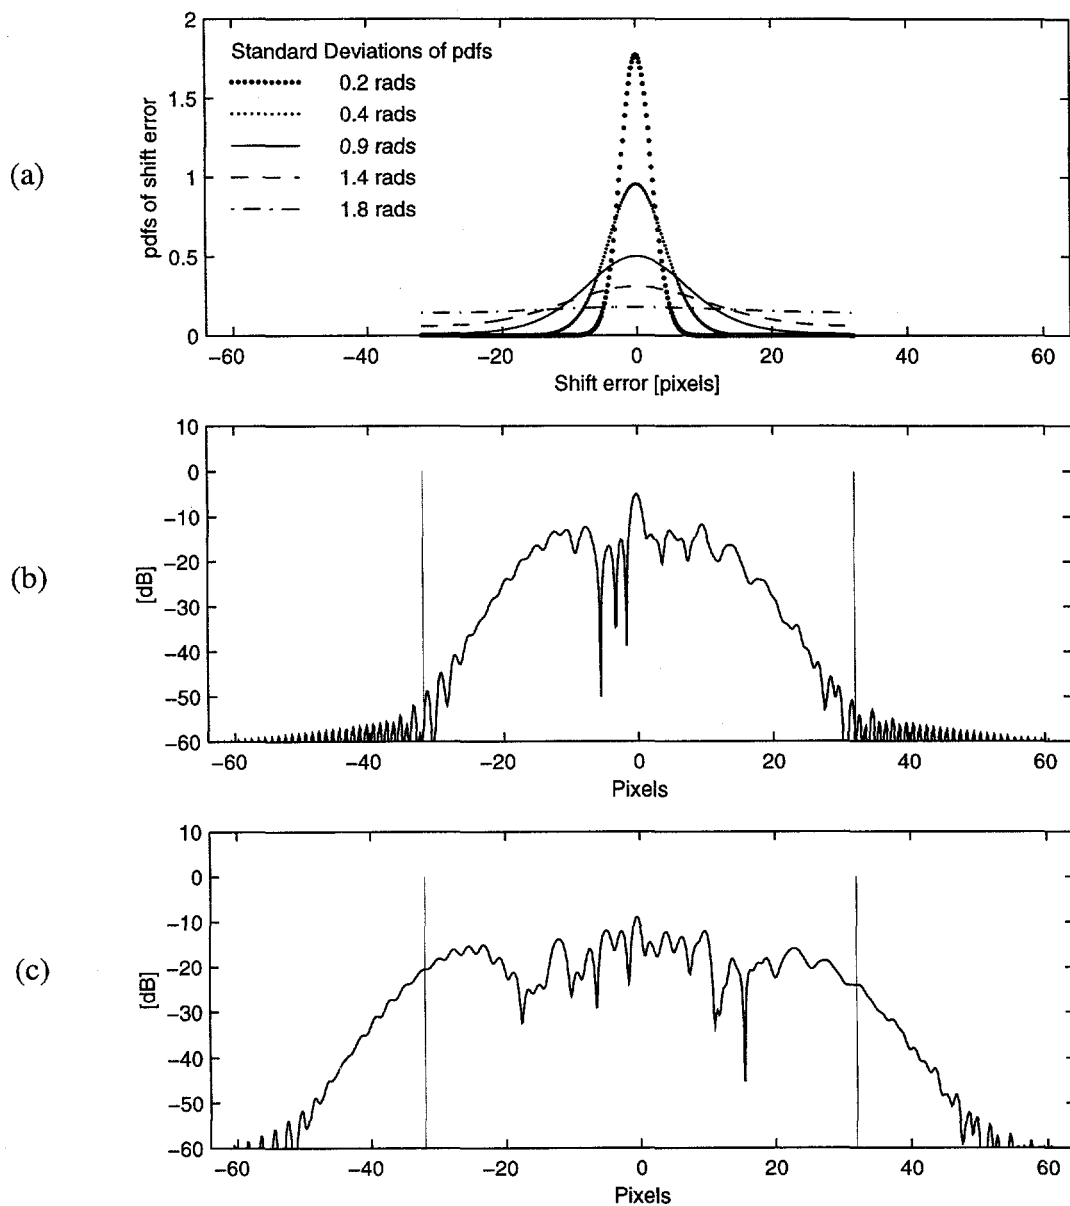 (a)
pdfs of shift error
2
1.5
1
0.5
0
Standard Deviations of pdfs
0.2 rads
0.4 rads
0.9 rads
1.4 rads
1.8 rads
−60 −40 −20 0 20 40 60
Shift error [pixels]
(b)
[dB]
10
0
−10
−20
−30
−40
−50
−60
−60 −40 −20 0 20 40 60
Pixels
(c)
[dB]
10
0
−10
−20
−30
−40
−50
−60
−60 −40 −20 0 20 40 60
Pixels